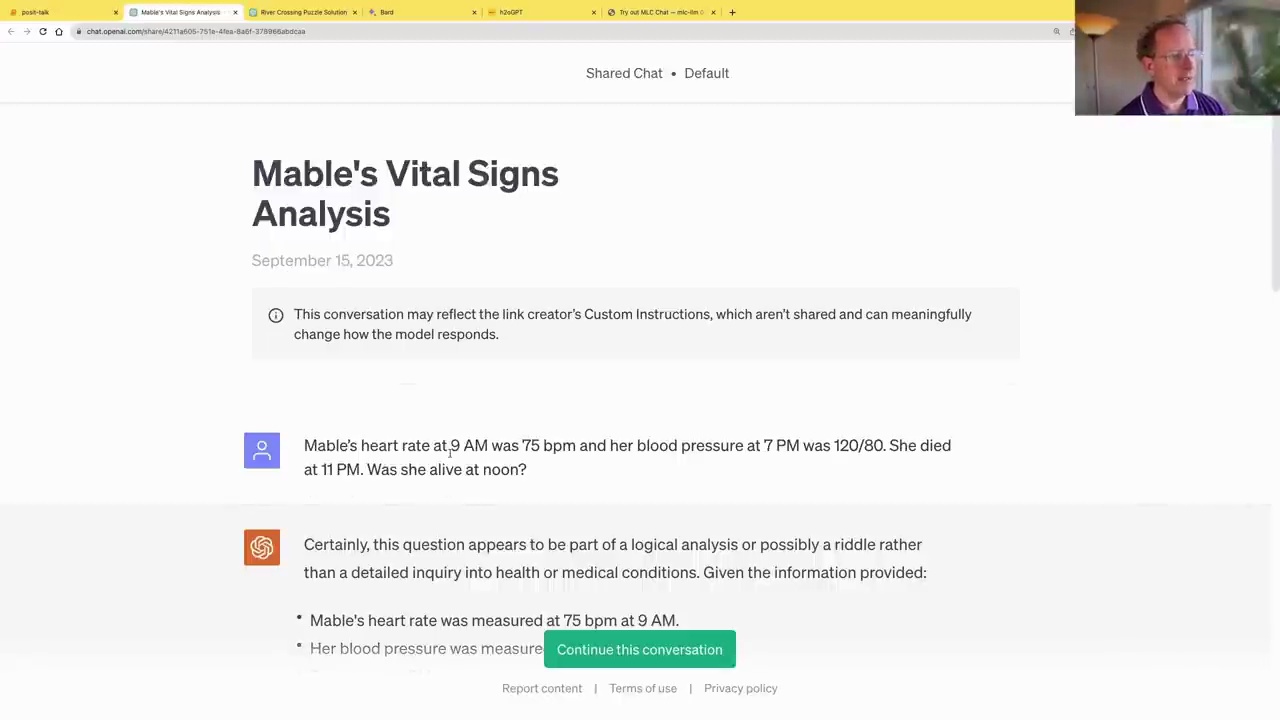 posit-talk
Mable's Vital Signs Analysis
River Crossing Puzzle Solution
Bard
h2oGPT
Try out MLC Chat — mlc-llm 0
chat.openai.com/share/4211a605-751e-4fea-8a6f-378966abdcaa
Shared Chat • Default
Mable's Vital Signs
Analysis
September 15, 2023
This conversation may reflect the link creator's Custom Instructions, which aren't shared and can meaningfully
change how the model responds.
Mable's heart rate at 9 AM was 75 bpm and her blood pressure at 7 PM was 120/80. She died
at 11 PM. Was she alive at noon?
Certainly, this question appears to be part of a logical analysis or possibly a riddle rather
than a detailed inquiry into health or medical conditions. Given the information provided:
• Mable's heart rate was measured at 75 bpm at 9 AM.
• Her blood pressure was measure
Continue this conversation
Report content | Terms of use | Privacy policy